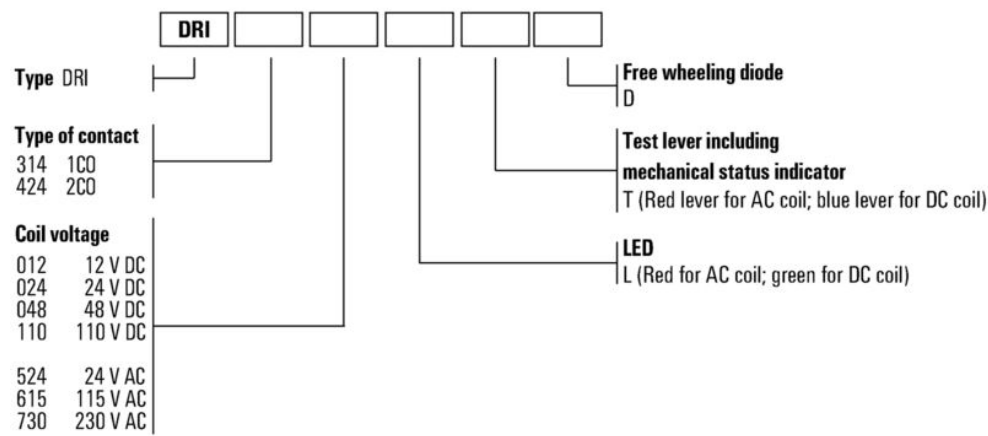 DRI
Type DRI
Type of contact
314 1CO
424 2CO
Coil voltage
012 12 V DC
024 24 V DC
048 48 V DC
110 110 V DC
524 24 V AC
615 115 V AC
730 230 V AC
Free wheeling diode
D
Test lever including
mechanical status indicator
T (Red lever for AC coil; blue lever for DC coil)
LED
L (Red for AC coil; green for DC coil)